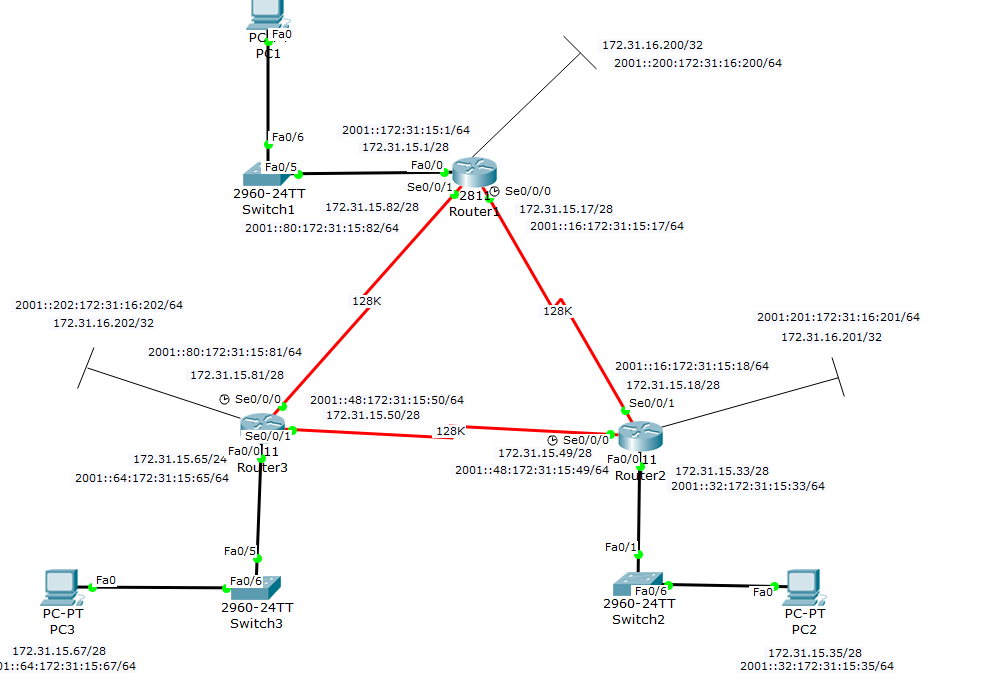 PC1
Fa0
172.31.16.200/32
2001::200:172:31:16:200/64
Fa0/6
2001::172:31:15:1/64
172.31.15.1/28
Fa0/5
Fa0/0
2960-24TT
Switch1
Se0/0/1
Se0/0/0
2811
Router1
172.31.15.82/28
2001::80:172:31:15:82/64
172.31.15.17/28
2001::16:172:31:15:17/64
128K
128K
2001::202:172:31:16:202/64
172.31.16.202/32
2001:201:172:31:16:201/64
172.31.16.201/32
2001::80:172:31:15:81/64
172.31.15.81/28
2001::16:172:31:15:18/64
172.31.15.18/28
Se0/0/0
2001::48:172:31:15:50/64
172.31.15.50/28
Se0/0/1
Se0/0/1
128K
Se0/0/0
172.31.15.49/28
2001::48:172:31:15:49/64
Fa0/0
11
Router3
172.31.15.65/24
2001::64:172:31:15:65/64
Fa0/0
11
Router2
172.31.15.33/28
2001::32:172:31:15:33/64
Fa0/5
Fa0/1
Fa0
Fa0/6
PC-PT
PC3
2960-24TT
Switch3
Fa0/6
Fa0
2960-24TT
Switch2
PC-PT
PC2
172.31.15.67/28
01::64:172:31:15:67/64
172.31.15.35/28
2001::32:172:31:15:35/64